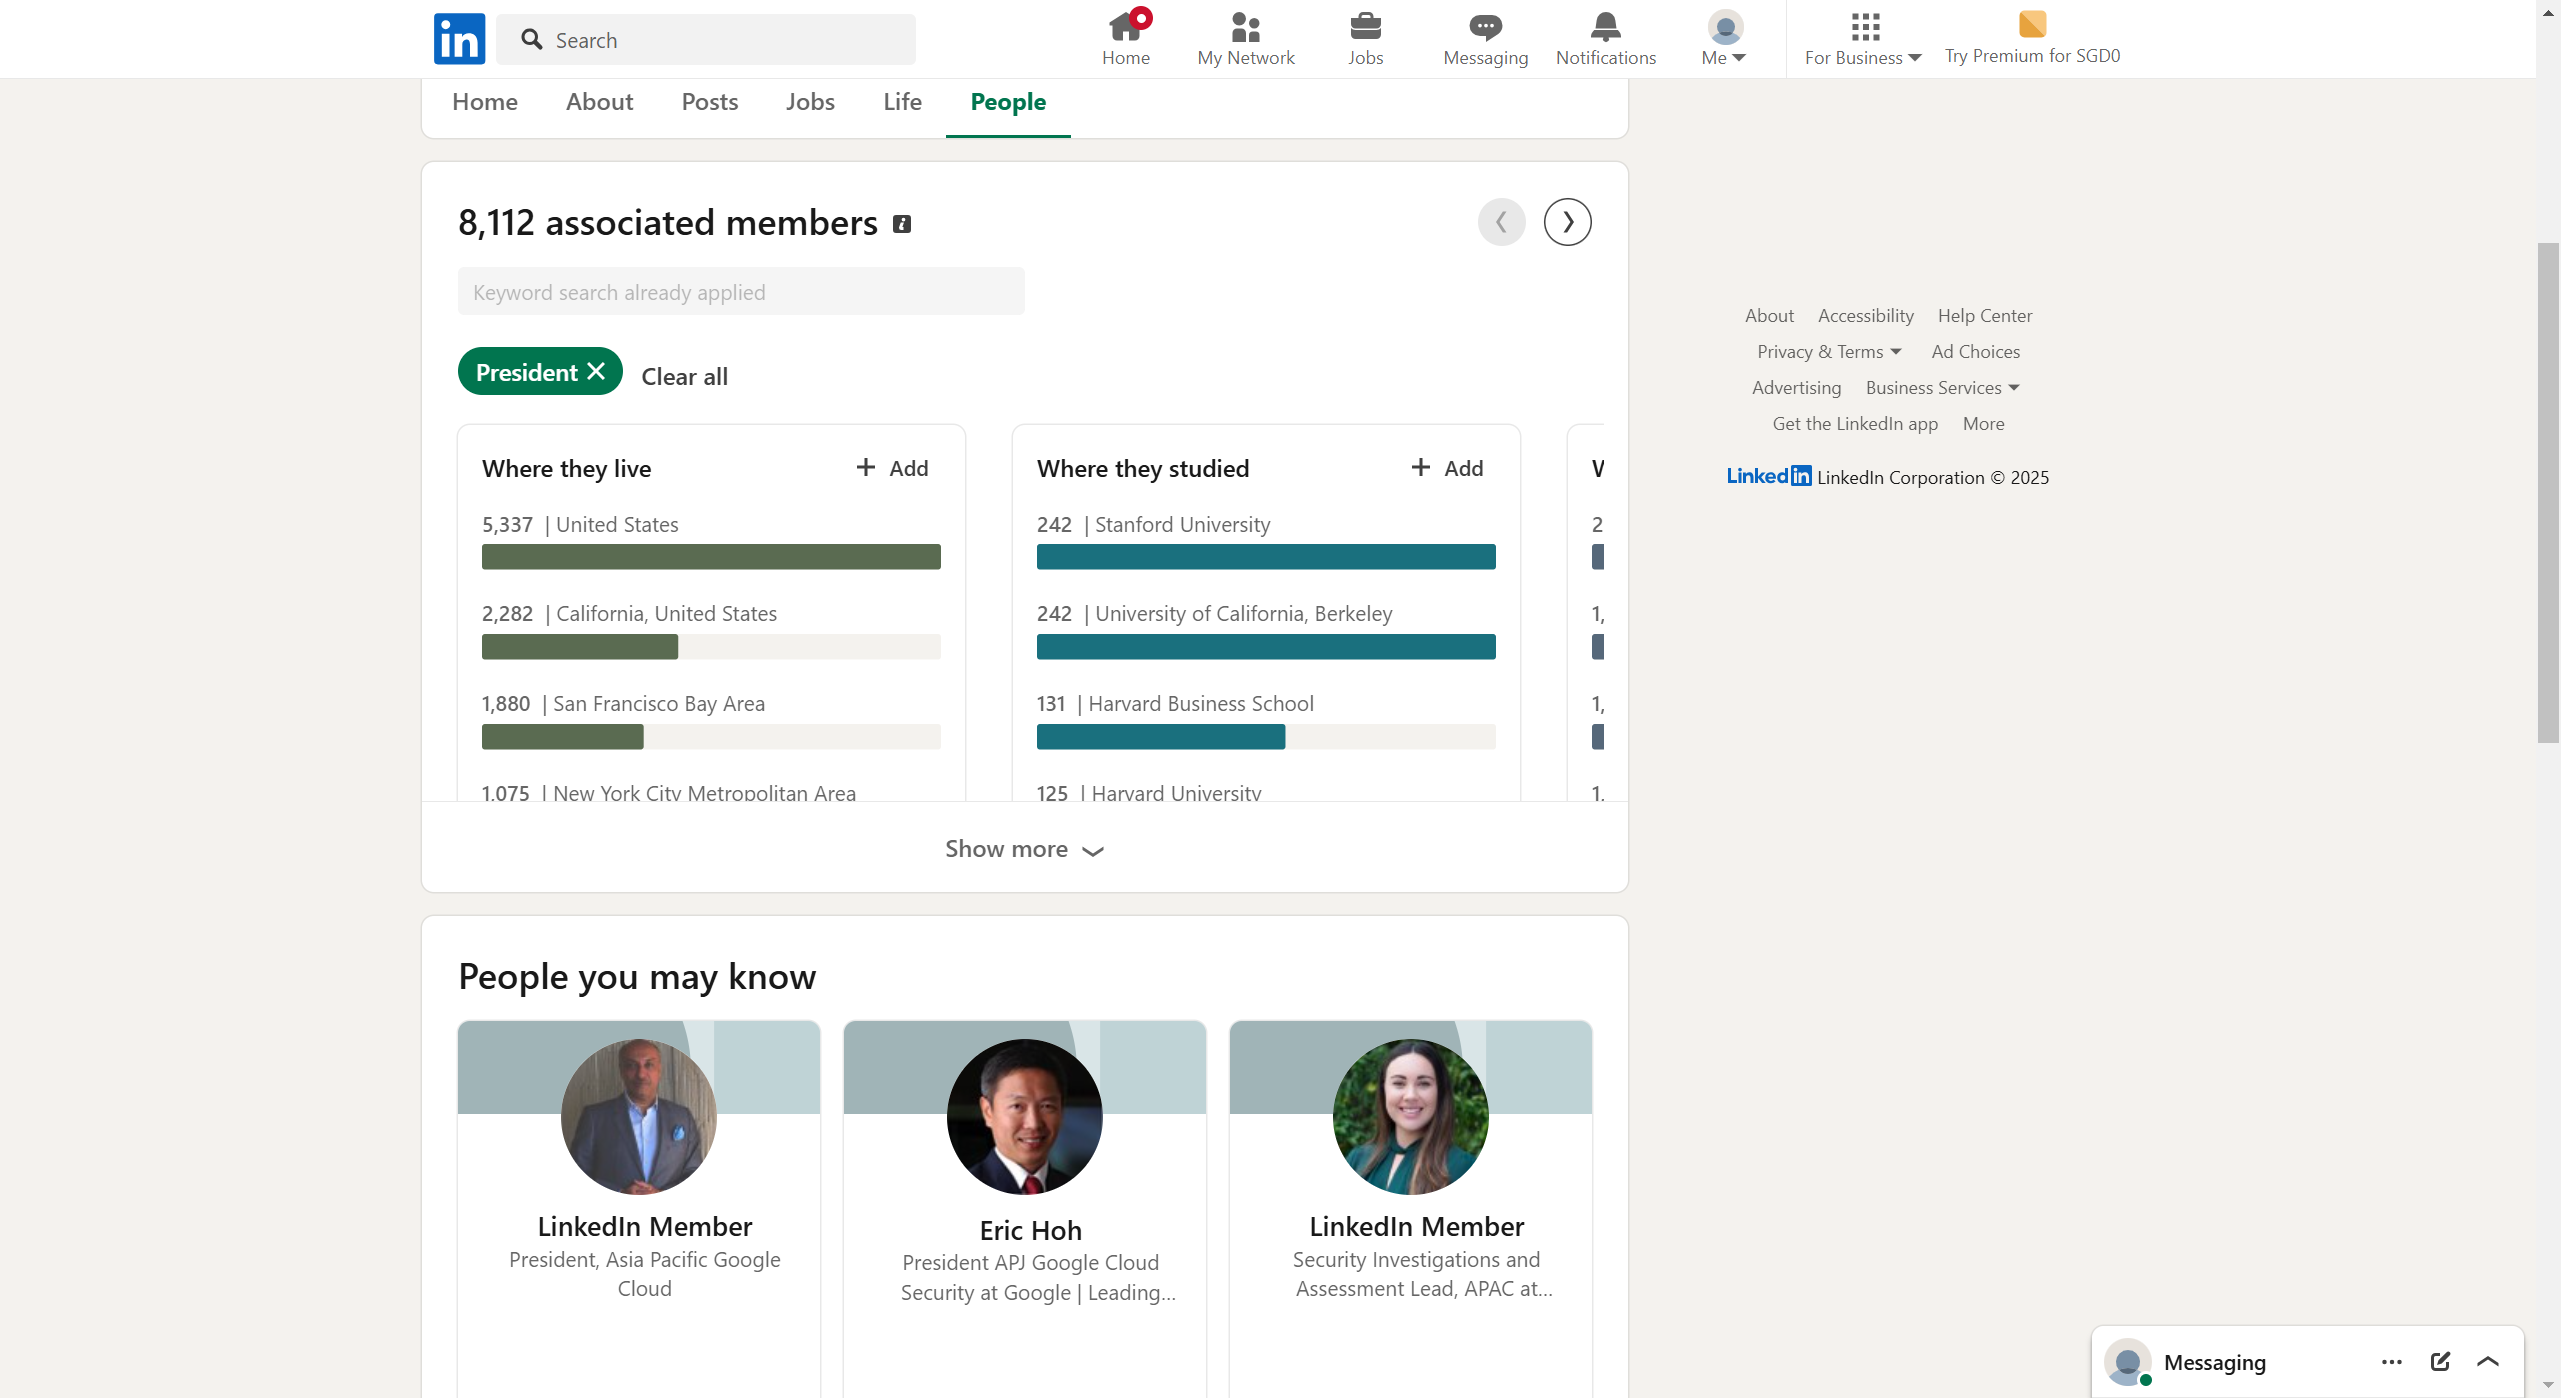 in
Search
Home
My Network
Jobs
Messaging
Notifications
Me
For Business
Try Premium for SGD0
Home
About
Posts
Jobs
Life
People
8,112 associated members
Keyword search already applied
President
Clear all
Where they live
+ Add
5,337 | United States
2,282 | California, United States
1,880 | San Francisco Bay Area
1,075 | New York City Metropolitan Area
Where they studied
+ Add
242 | Stanford University
242 | University of California, Berkeley
131 | Harvard Business School
125 | Harvard University
Show more
People you may know
LinkedIn Member
President, Asia Pacific Google
Cloud
Eric Hoh
President APJ Google Cloud
Security at Google | Leading...
LinkedIn Member
Security Investigations and
Assessment Lead, APAC at...
About Accessibility Help Center
Privacy & Terms Ad Choices
Advertising Business Services
Get the LinkedIn app More
LinkedIn LinkedIn Corporation © 2025
Messaging